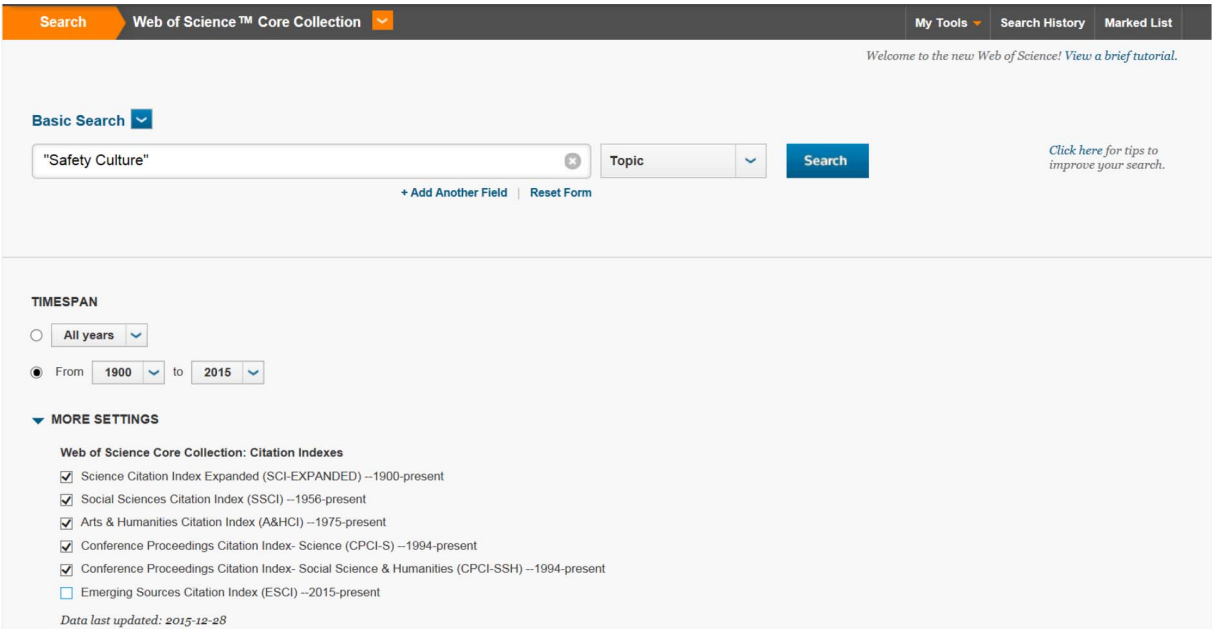 Search Web of Science™ Core Collection My Tools Search History Marked List
Welcome to the new Web of Science! View a brief tutorial.
Basic Search
"Safety Culture" Topic Search
Click here for tips to
improve your search.
+ Add Another Field | Reset Form
TIMESPAN
All years
From 1900 to 2015
MORE SETTINGS
Web of Science Core Collection: Citation Indexes
Science Citation Index Expanded (SCI-EXPANDED) --1900-present
Social Sciences Citation Index (SSCI) --1956-present
Arts & Humanities Citation Index (A&HCI) --1975-present
Conference Proceedings Citation Index- Science (CPCI-S) --1994-present
Conference Proceedings Citation Index- Social Science & Humanities (CPCI-SSH) --1994-present
Emerging Sources Citation Index (ESCI) --2015-present
Data last updated: 2015-12-28